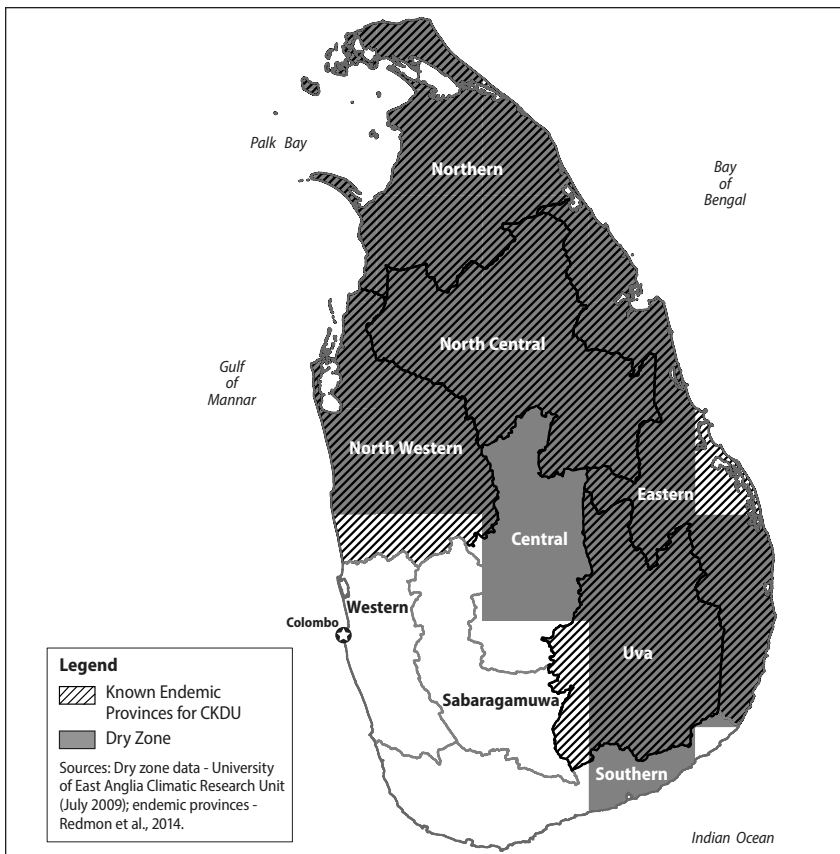 Palk Bay
Bay
of
Bengal
Northern
North Central
Gulf
of
Mannar
North Western
Eastern
Central
Western
Colombo
Uva
Sabaragamuwa
Southern
Indian Ocean
Legend
Known Endemic
Provinces for CKDU
Dry Zone
Sources: Dry zone data - University
of East Anglia Climatic Research Unit
(July 2009); endemic provinces -
Redmon et al., 2014.